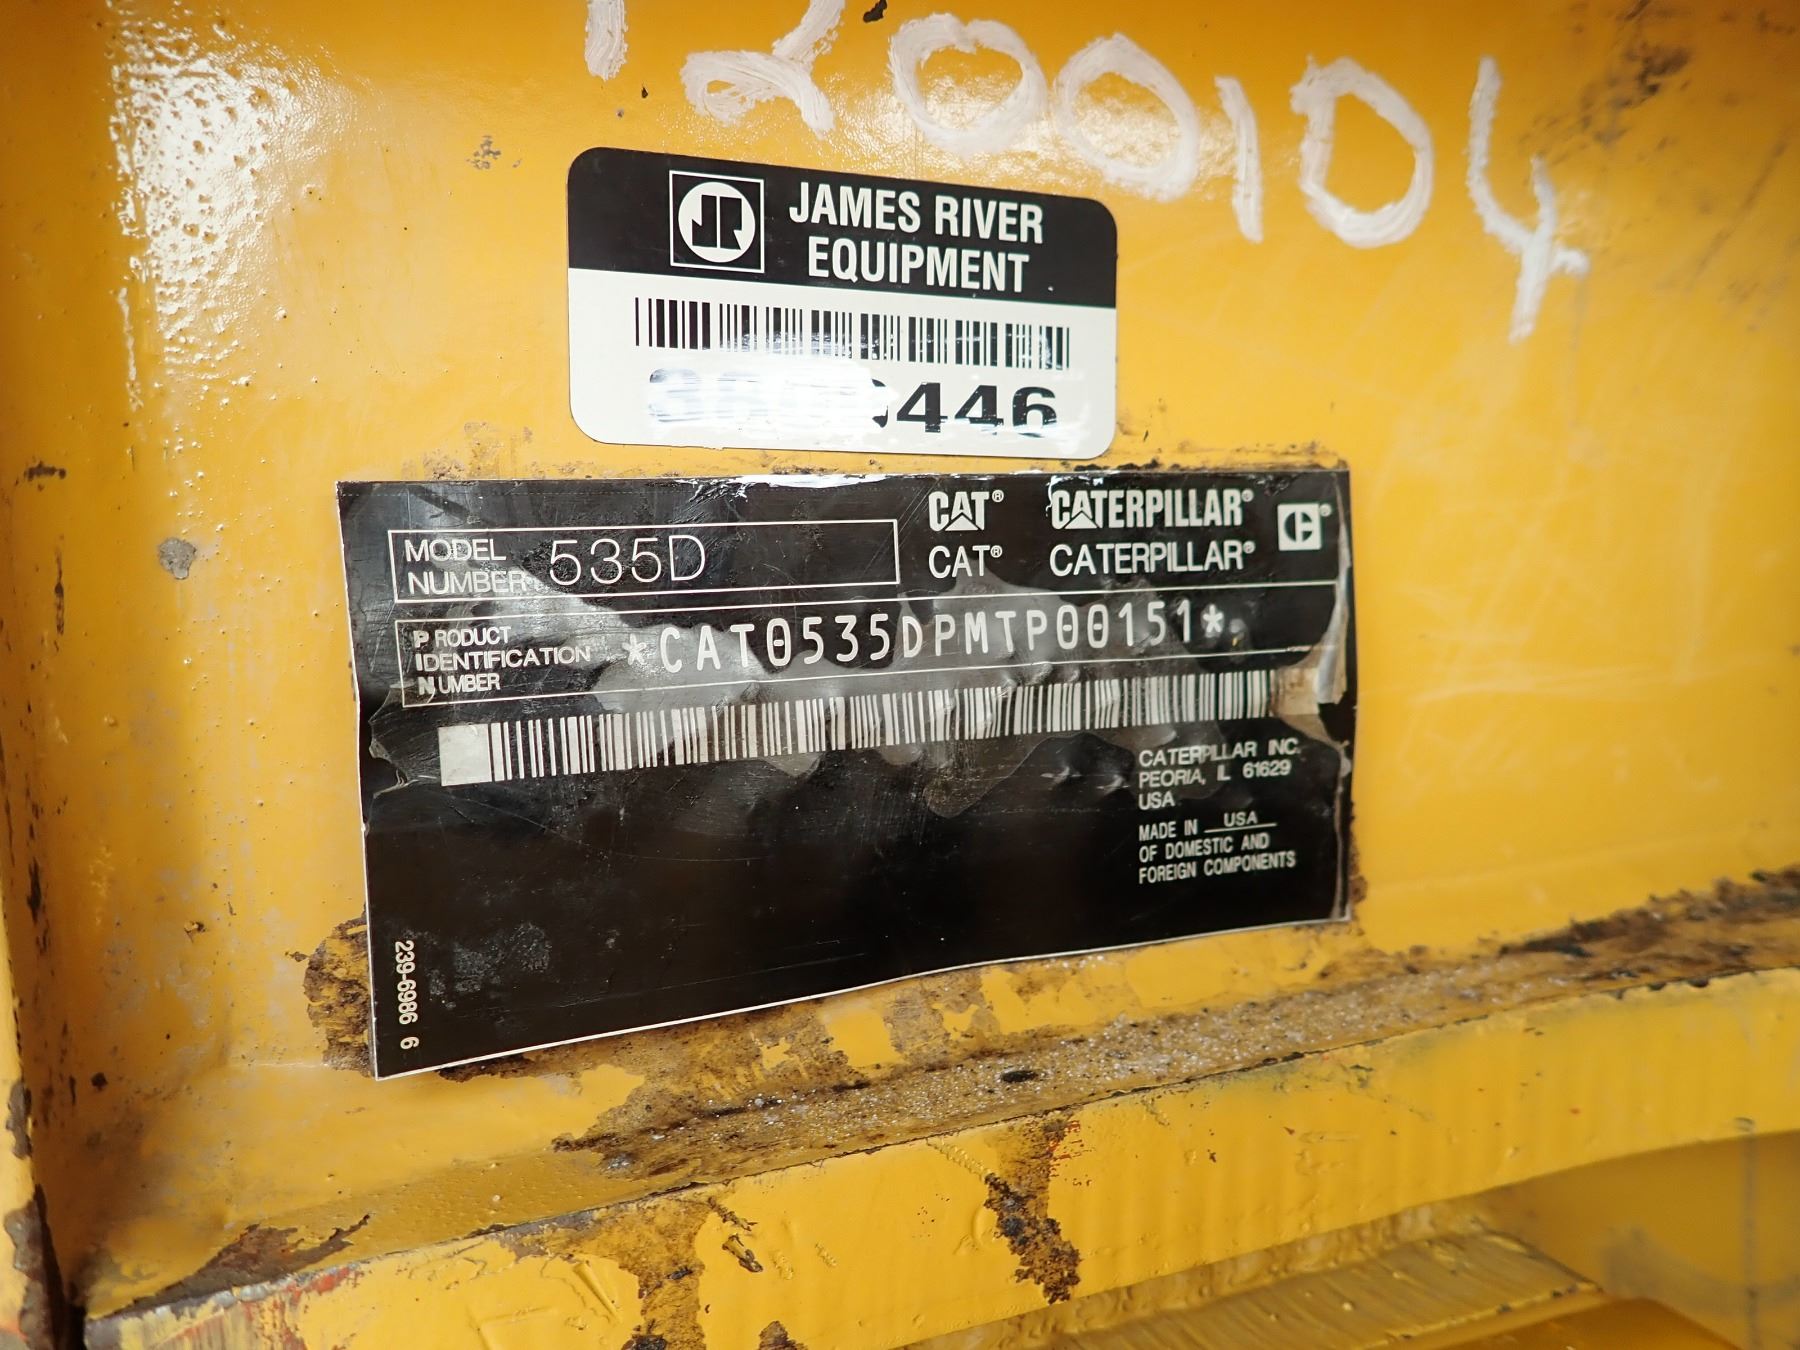 1200104
JR JAMES RIVER
EQUIPMENT
446
CAT® CATERPILLAR®
MODEL NUMBER 535D CAT® CATERPILLAR®
PRODUCT IDENTIFICATION NUMBER *CAT0535DPMTP00151*
CATERPILLAR INC.
PEORIA, IL 61629
USA
MADE IN USA
OF DOMESTIC AND
FOREIGN COMPONENTS
239-6986 6